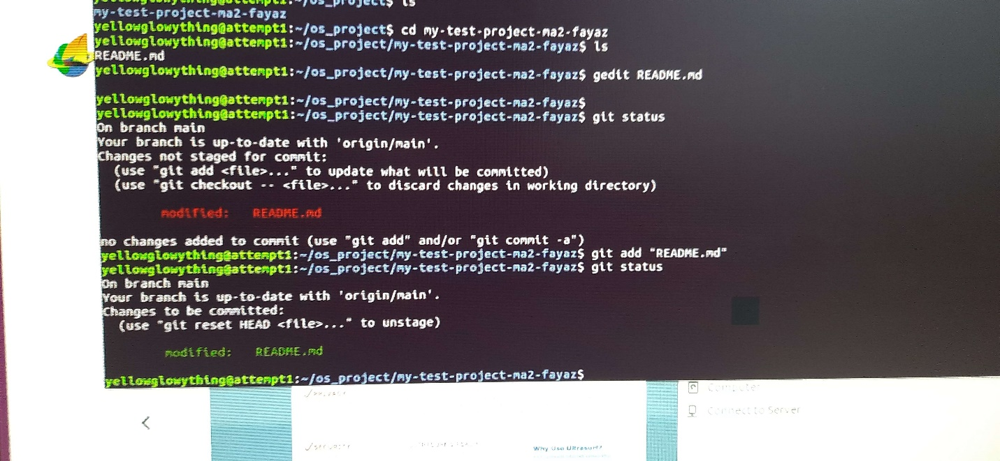 yellowglowything@attempt1:~/os_project$ ls
my-test-project-ma2-fayaz
yellowglowything@attempt1:~/os_project$ cd my-test-project-ma2-fayaz
yellowglowything@attempt1:~/os_project/my-test-project-ma2-fayaz$ ls
README.md
yellowglowything@attempt1:~/os_project/my-test-project-ma2-fayaz$ gedit README.md
yellowglowything@attempt1:~/os_project/my-test-project-ma2-fayaz$
yellowglowything@attempt1:~/os_project/my-test-project-ma2-fayaz$ git status
On branch main
Your branch is up-to-date with 'origin/main'.
Changes not staged for commit:
  (use "git add <file>..." to update what will be committed)
  (use "git checkout -- <file>..." to discard changes in working directory)
modified:   README.md
no changes added to commit (use "git add" and/or "git commit -a")
yellowglowything@attempt1:~/os_project/my-test-project-ma2-fayaz$ git add "README.md"
yellowglowything@attempt1:~/os_project/my-test-project-ma2-fayaz$ git status
On branch main
Your branch is up-to-date with 'origin/main'.
Changes to be committed:
  (use "git reset HEAD <file>..." to unstage)
modified:   README.md
yellowglowything@attempt1:~/os_project/my-test-project-ma2-fayaz$
Computer
Connect to Server
Why Use Ultrasurf?